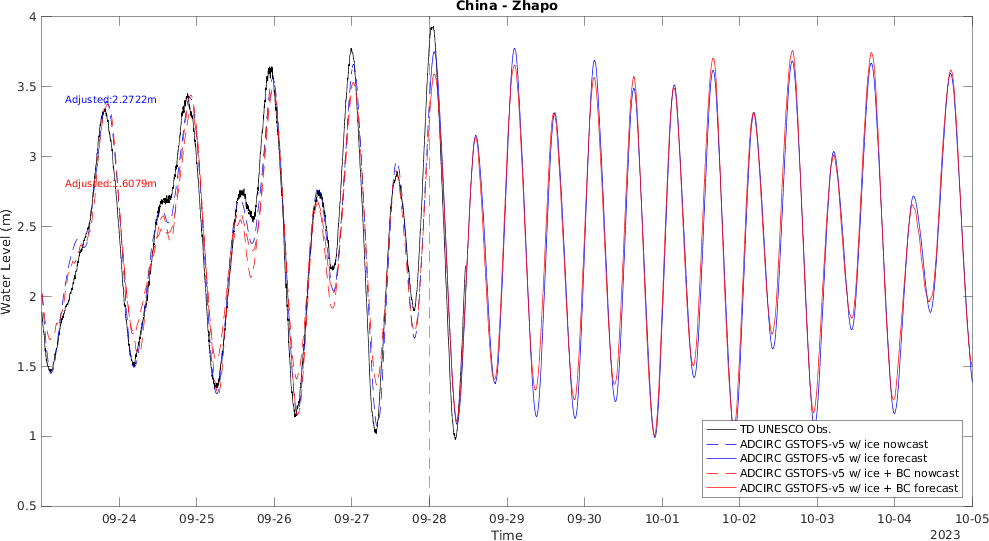 China - Zhapo
4
3.5
3
2.5
2
1.5
1
0.5
Water Level (m)
Adjusted:2.2722m
Adjusted:1.6079m
TD UNESCO Obs.
ADCIRC GSTOFS-v5 w/ ice nowcast
ADCIRC GSTOFS-v5 w/ ice forecast
ADCIRC GSTOFS-v5 w/ ice + BC nowcast
ADCIRC GSTOFS-v5 w/ ice + BC forecast
09-24 09-25 09-26 09-27 09-28 09-29 09-30 10-01 10-02 10-03 10-04 10-05
Time
2023